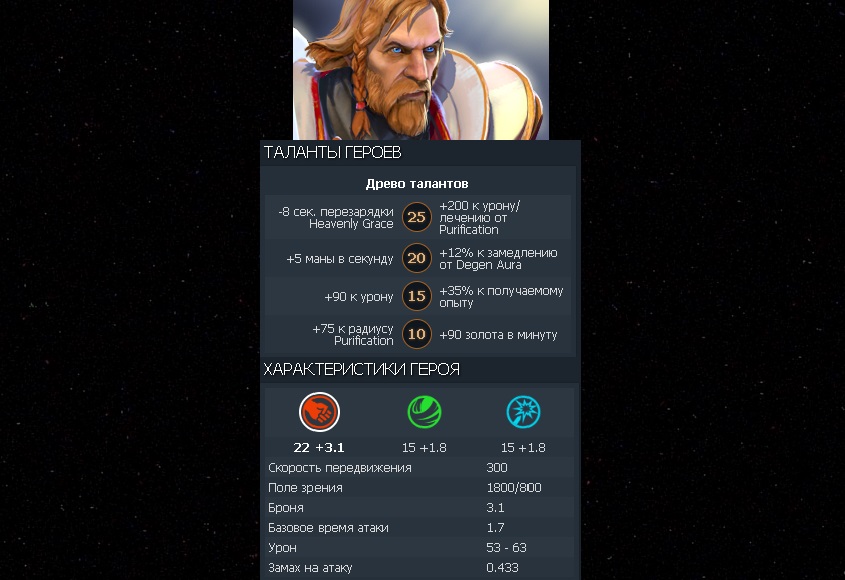 ТАЛАНТЫ ГЕРОЕВ
Древо талантов
-8 сек. перезарядки
Heavenly Grace
25
+200 к урону/
лечению от
Purification
+5 маны в секунду
20
+12% к замедлению
от Degen Aura
+90 к урону
15
+35% к получаемому
опыту
+75 к радиусу
Purification
10
+90 золота в минуту
ХАРАКТЕРИСТИКИ ГЕРОЯ
22 +3.1 15 +1.8 15 +1.8
Скорость передвижения 300
Поле зрения 1800/800
Броня 3.1
Базовое время атаки 1.7
Урон 53 - 63
Замах на атаку 0.433